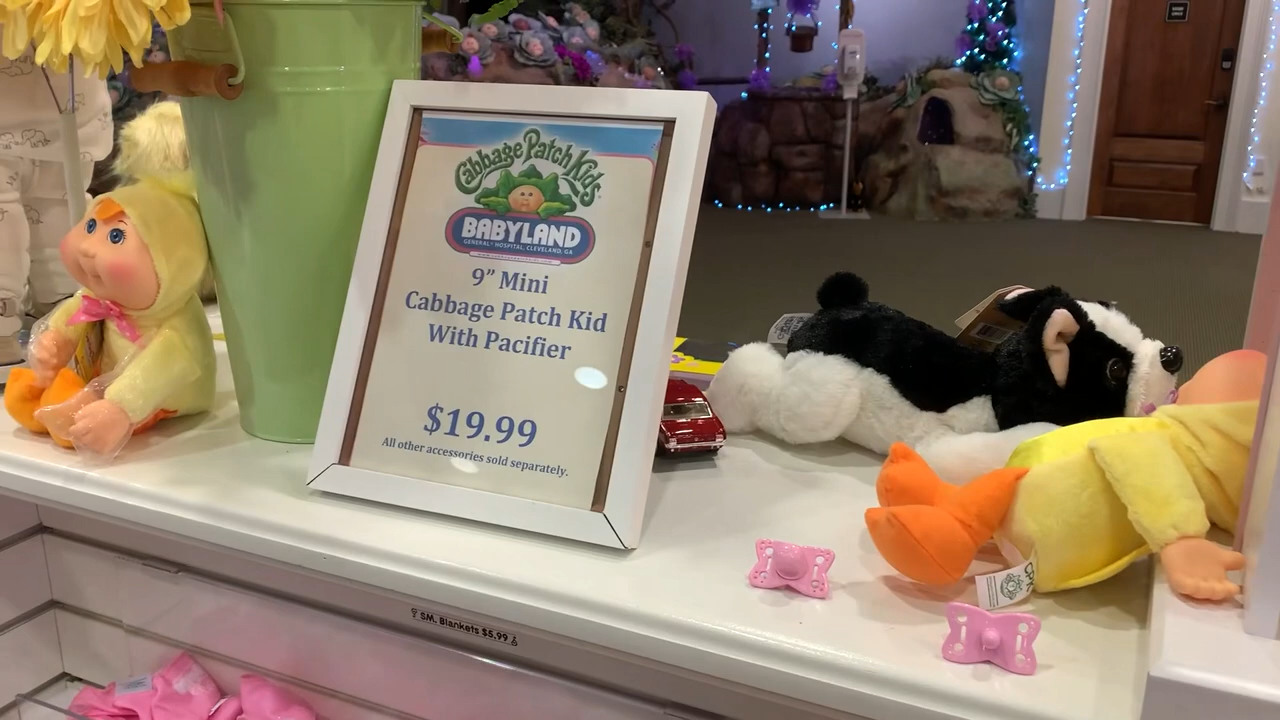 Cabbage Patch Kids
BABYLAND
GENERAL® HOSPITAL, CLEVELAND, GA
9” Mini
Cabbage Patch Kid
With Pacifier
$19.99
All other accessories sold separately.
SM. Blankets $5.99
CPK